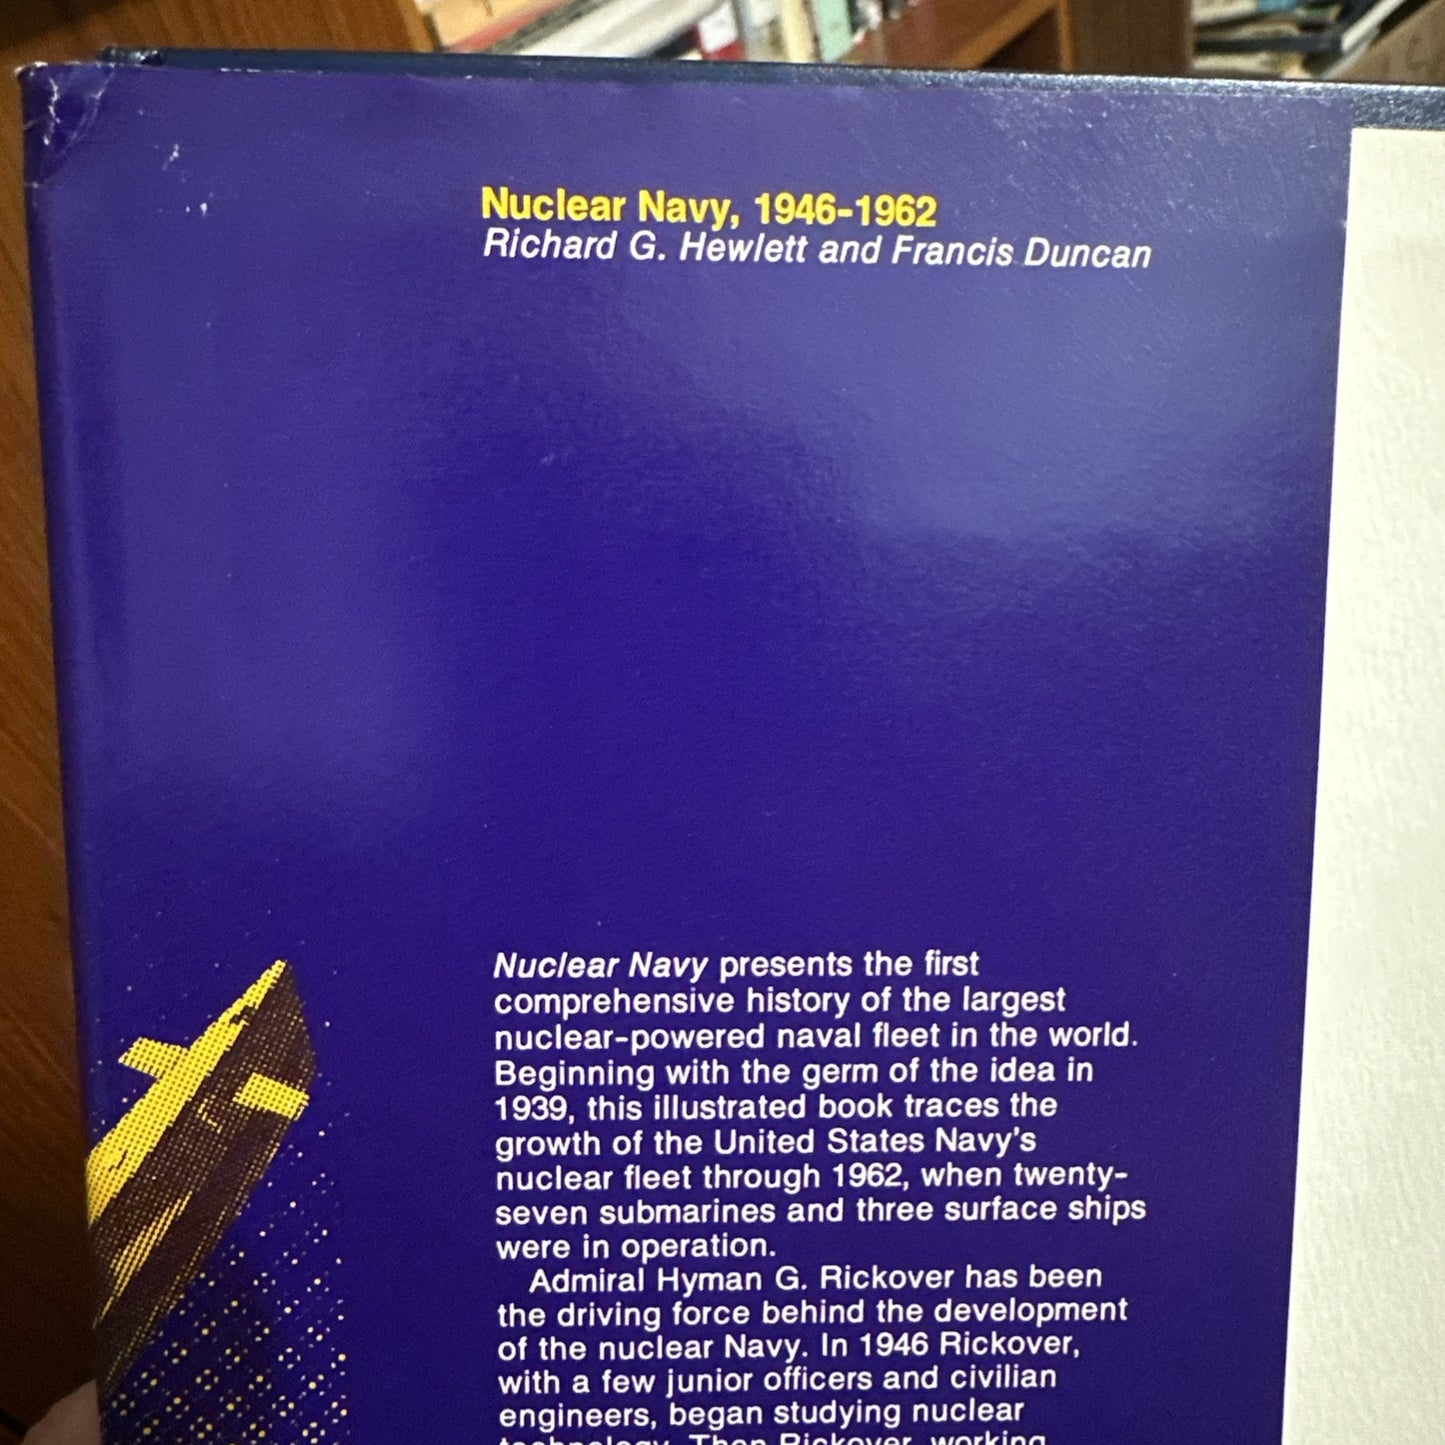 Nuclear Navy, 1946-1962
Richard G. Hewlett and Francis Duncan
Nuclear Navy presents the first
comprehensive history of the largest
nuclear-powered naval fleet in the world.
Beginning with the germ of the idea in
1939, this illustrated book traces the
growth of the United States Navy's
nuclear fleet through 1962, when twenty-
seven submarines and three surface ships
were in operation.
Admiral Hyman G. Rickover has been
the driving force behind the development
of the nuclear Navy. In 1946 Rickover,
with a few junior officers and civilian
engineers, began studying nuclear
technology. Then Rickover, working